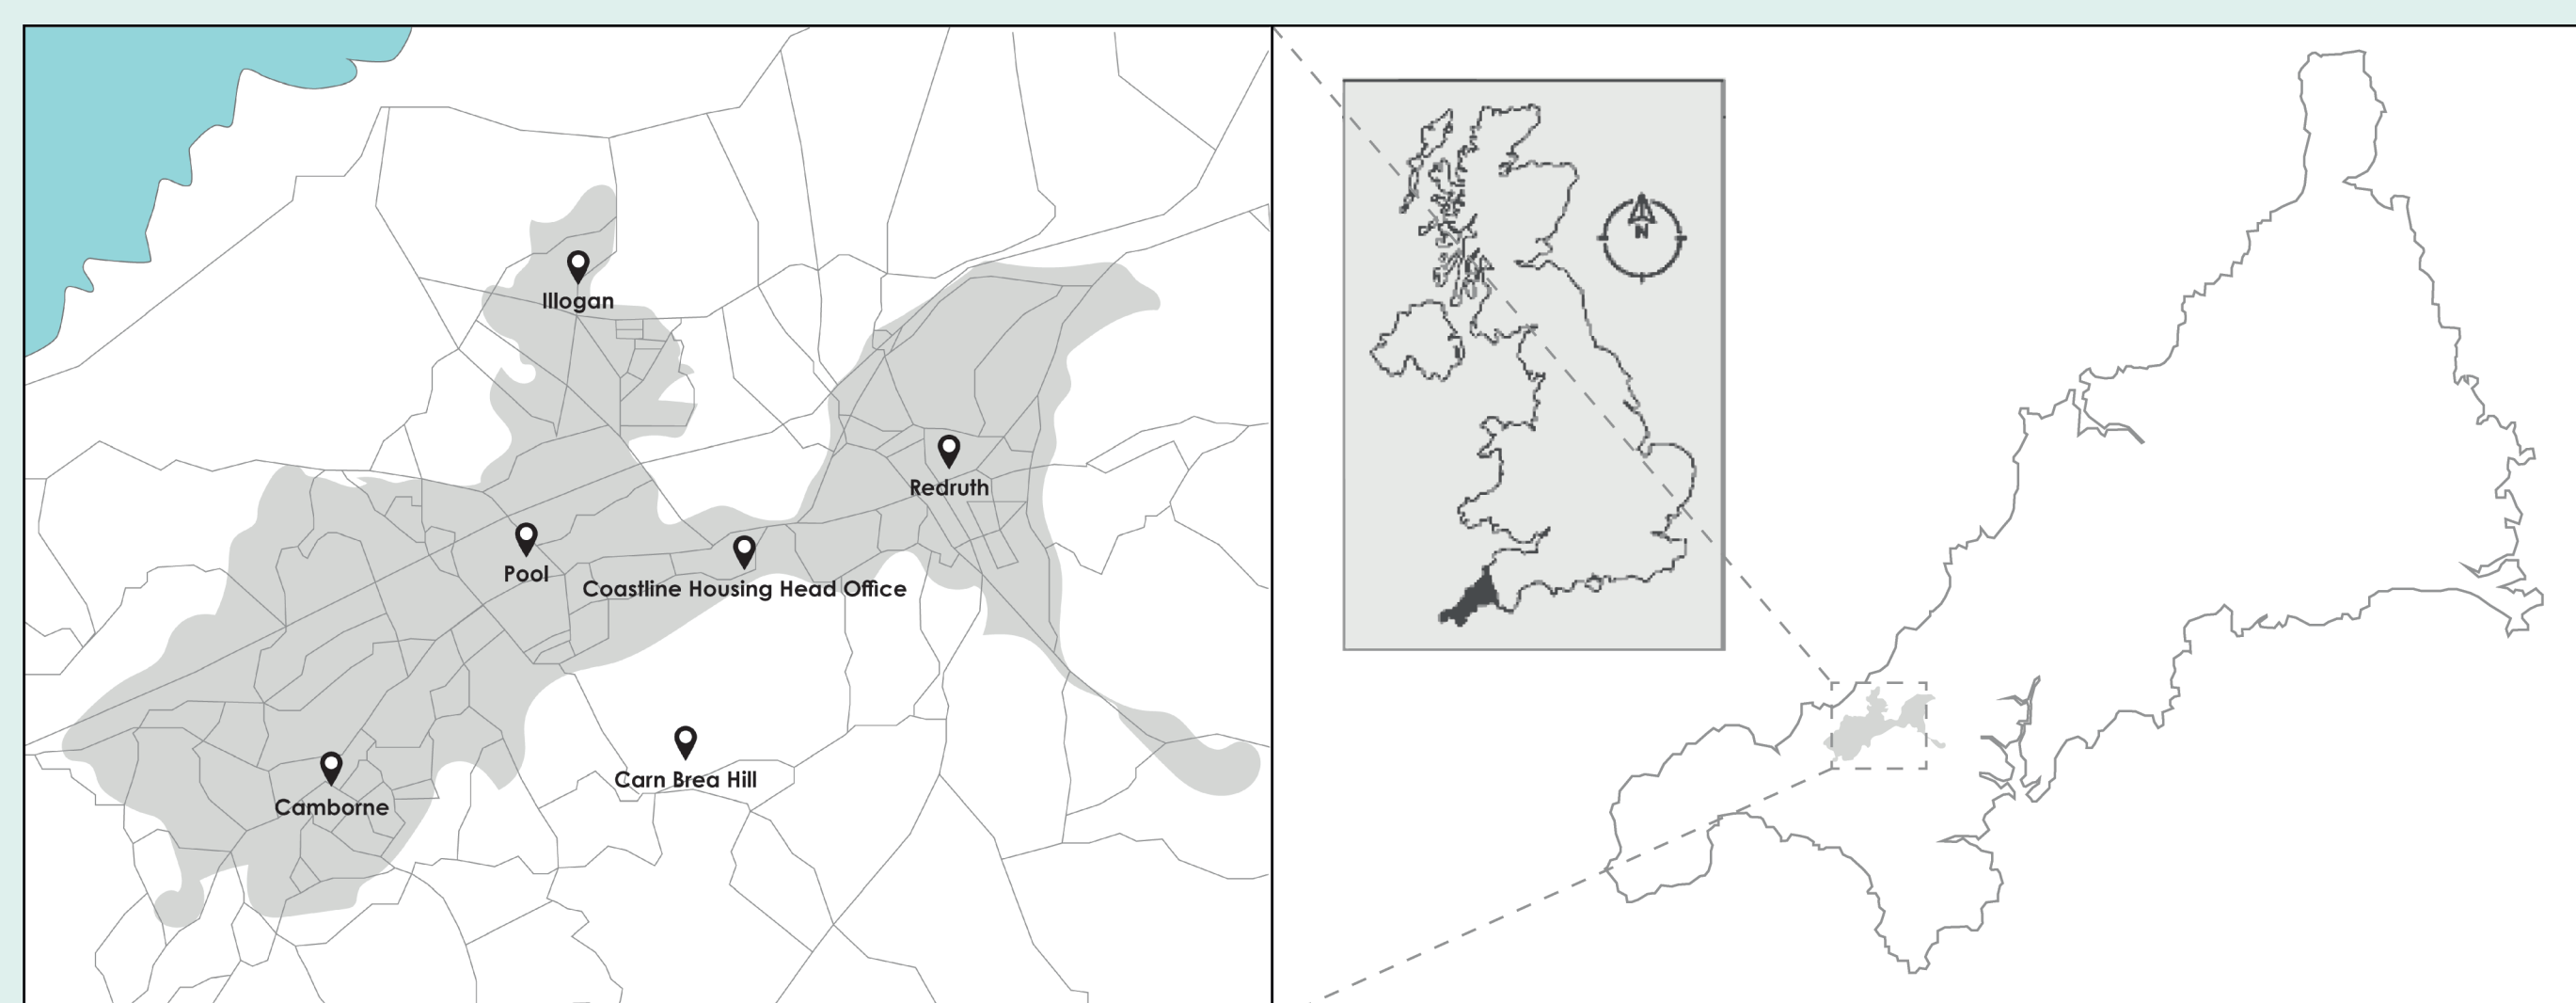 Illogan
Redruth
Pool
Coastline Housing Head Office
Carn Brea Hill
Camborne
N